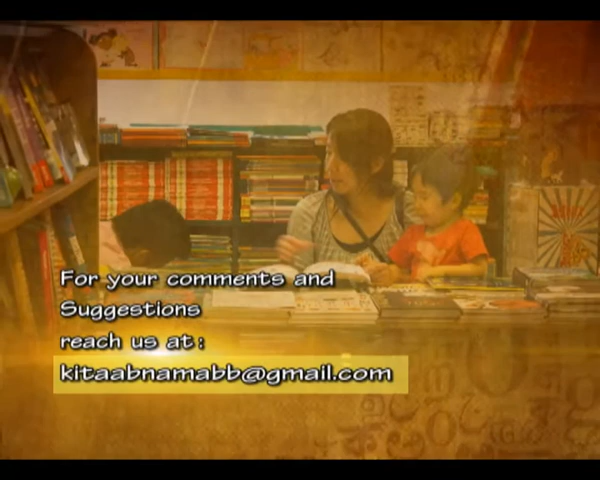 For your comments and
Suggestions
reach us at:
kitaabnamabb@gmail.com